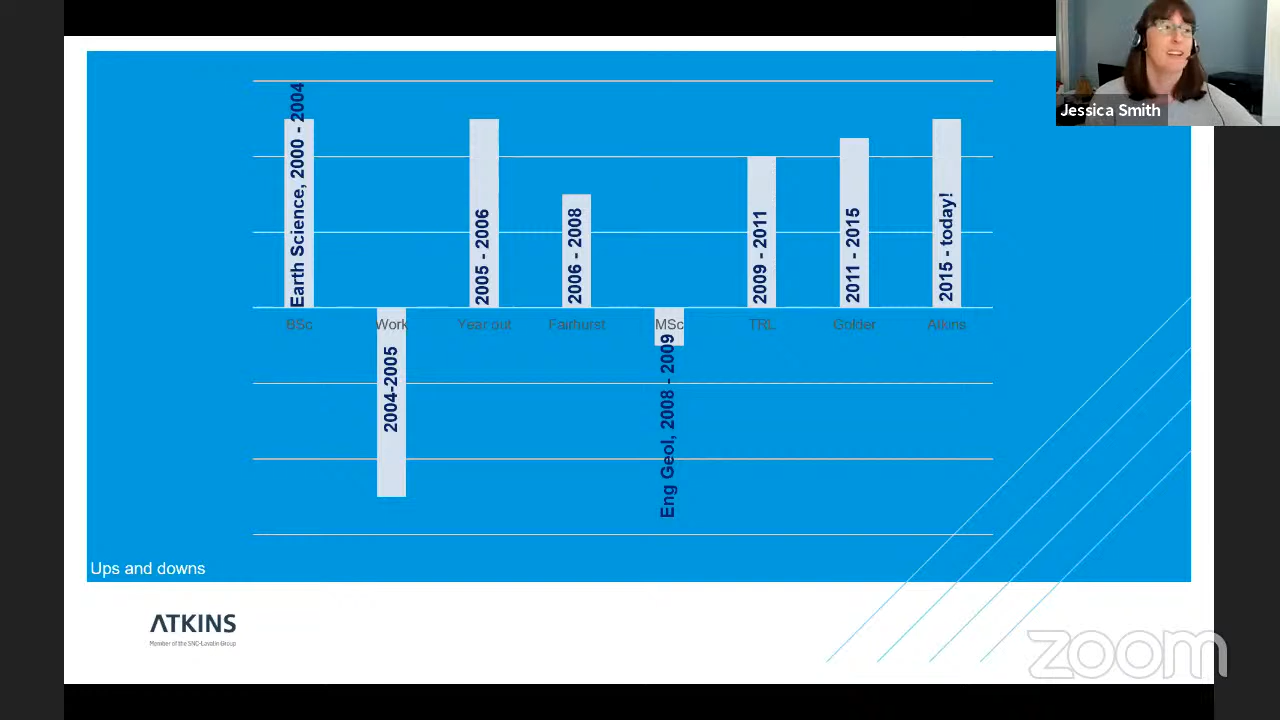 Jessica Smith
Earth Science, 2000 - 2004
2004-2005
2005 - 2006
2006 - 2008
Eng Geol, 2008 - 2009
2009 - 2011
2011 - 2015
2015 - today!
BSc
Work
Year out
Fairhurst
MSc
TRL
Golder
Atkins
Ups and downs
ATKINS
Member of the SNC-Lavalin Group
zoom